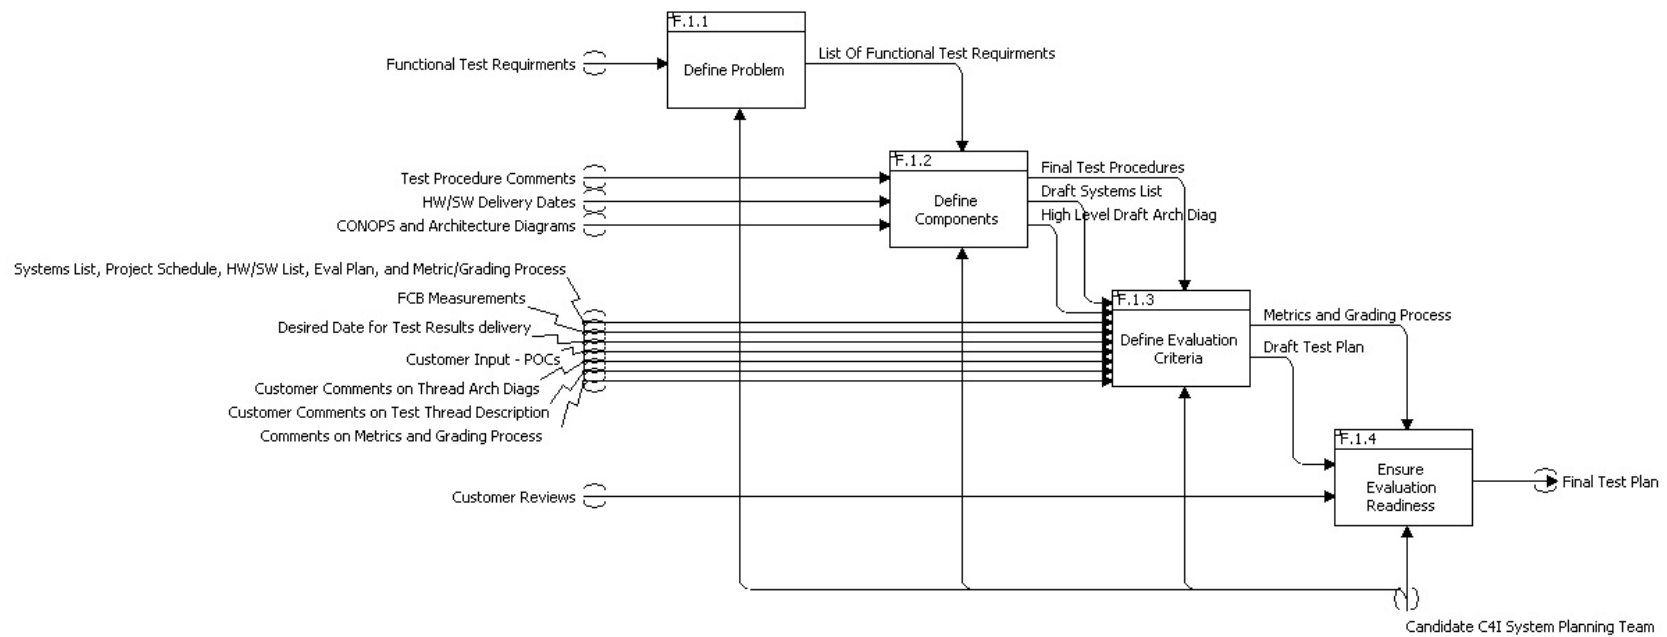 F.1.1
Define Problem
Functional Test Requirments
List Of Functional Test Requirments
F.1.2
Define
Components
Test Procedure Comments
HW/SW Delivery Dates
CONOPS and Architecture Diagrams
Final Test Procedures
Draft Systems List
High Level Draft Arch Diag
Systems List, Project Schedule, HW/SW List, Eval Plan, and Metric/Grading Process
FCB Measurements
Desired Date for Test Results delivery
Customer Input - POCs
Customer Comments on Thread Arch Diags
Customer Comments on Test Thread Description
Comments on Metrics and Grading Process
F.1.3
Define Evaluation
Criteria
Metrics and Grading Process
Draft Test Plan
F.1.4
Ensure
Evaluation
Readiness
Customer Reviews
Final Test Plan
Candidate C4I System Planning Team